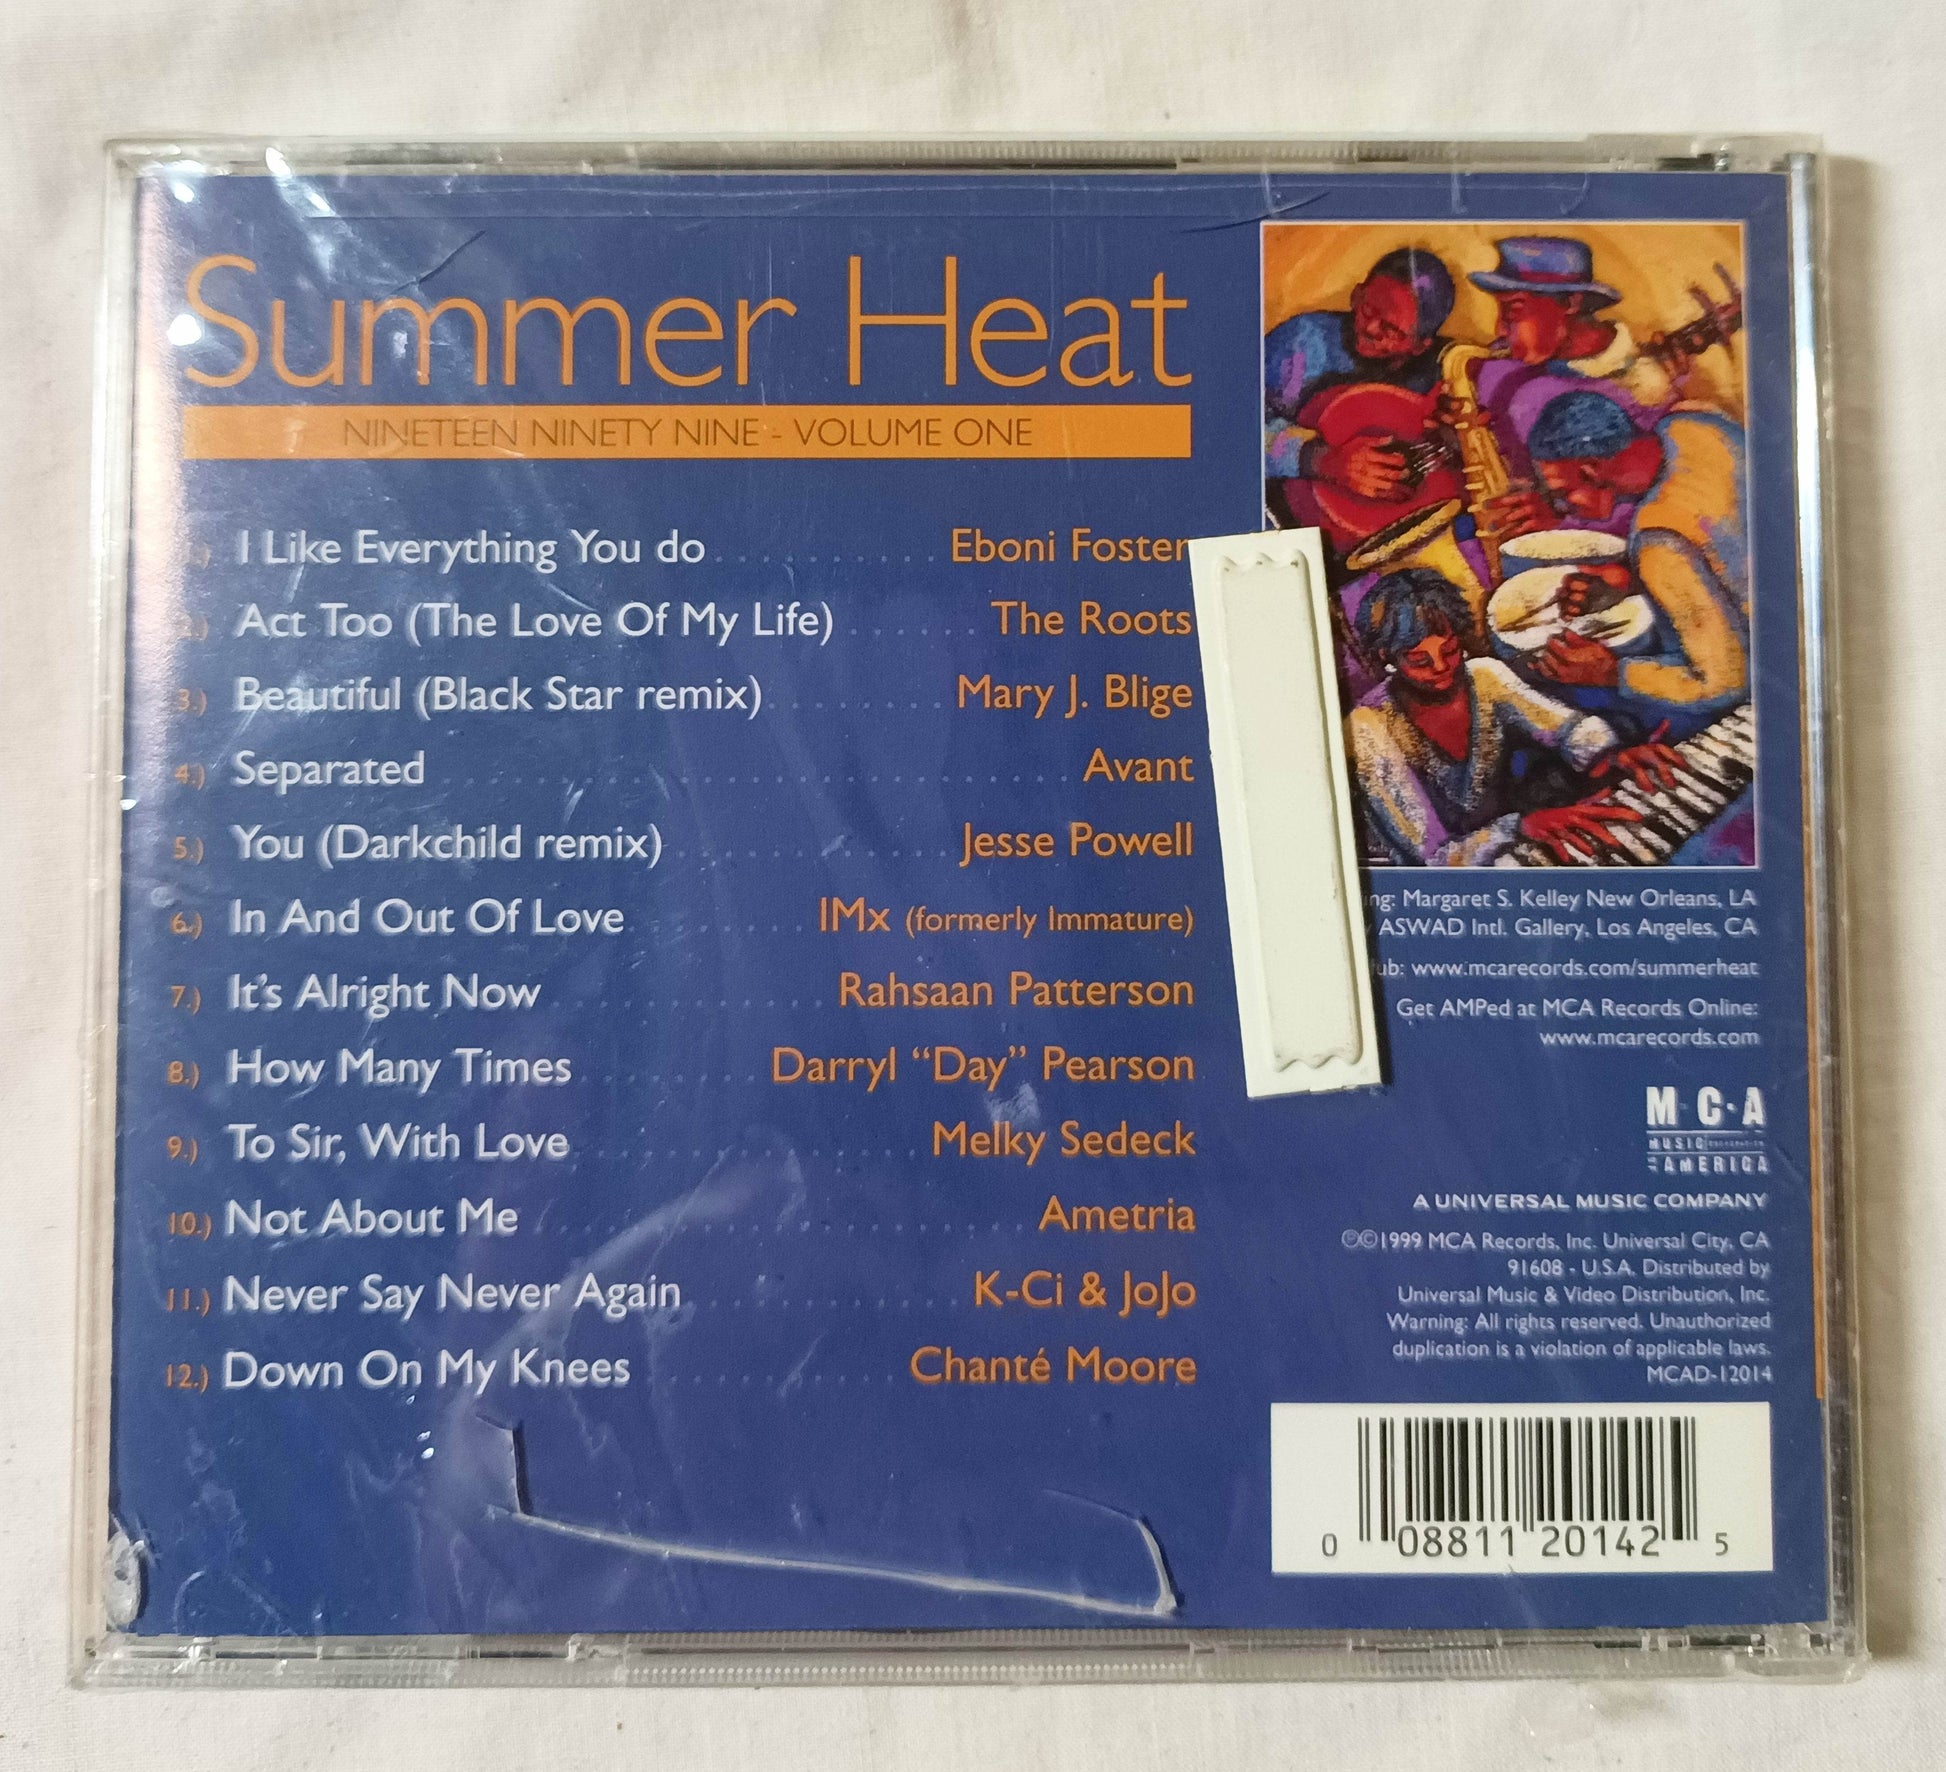 Summer Heat
NINETEEN NINETY NINE - VOLUME ONE
1.) I Like Everything You do Eboni Foster
2.) Act Too (The Love Of My Life) The Roots
3.) Beautiful (Black Star remix) Mary J. Blige
4.) Separated Avant
5.) You (Darkchild remix) Jesse Powell
6.) In And Out Of Love IMx (formerly Immature)
7.) It's Alright Now Rahsaan Patterson
8.) How Many Times Darryl "Day" Pearson
9.) To Sir, With Love Melky Sedeck
10.) Not About Me Ametria
11.) Never Say Never Again K-Ci & JoJo
12.) Down On My Knees Chanté Moore
Margaret S. Kelley New Orleans, LA
ASWAD Intl. Gallery, Los Angeles, CA
www.mcarecords.com/summerheat
Get AMPed at MCA Records Online:
www.mcarecords.com
M·C·A
MUSIC
AMERICA
A UNIVERSAL MUSIC COMPANY
℗©1999 MCA Records, Inc. Universal City, CA
91608 - U.S.A. Distributed by
Universal Music & Video Distribution, Inc.
Warning: All rights reserved. Unauthorized
duplication is a violation of applicable laws.
MCAD-12014
0 08811 20142 5